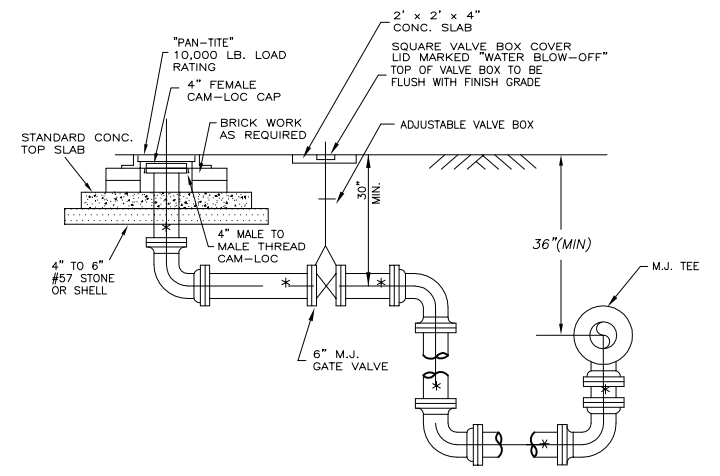 2' x 2' x 4"
CONC. SLAB
"PAN-TITE"
10,000 LB. LOAD
RATING
SQUARE VALVE BOX COVER
LID MARKED "WATER BLOW-OFF"
TOP OF VALVE BOX TO BE
FLUSH WITH FINISH GRADE
4" FEMALE
CAM-LOC CAP
BRICK WORK
AS REQUIRED
ADJUSTABLE VALVE BOX
STANDARD CONC.
TOP SLAB
30"
MIN.
4" MALE TO
MALE THREAD
CAM-LOC
36"(MIN)
4" TO 6"
#57 STONE
OR SHELL
M.J. TEE
6" M.J.
GATE VALVE